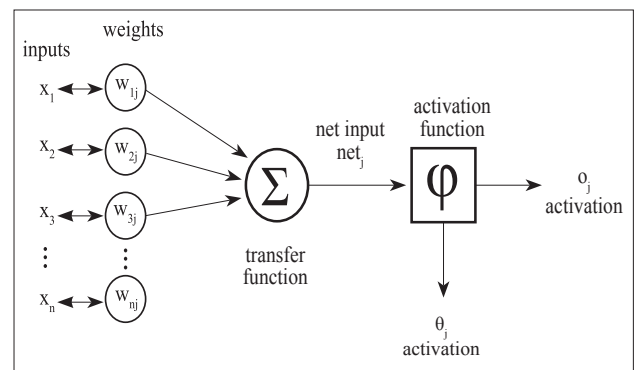 weights
inputs
x1 w1j
x2 w2j
x3 w3j
xn wnj
Σ
transfer
function
net input
netj
activation
function
φ
oj
activation
θj
activation